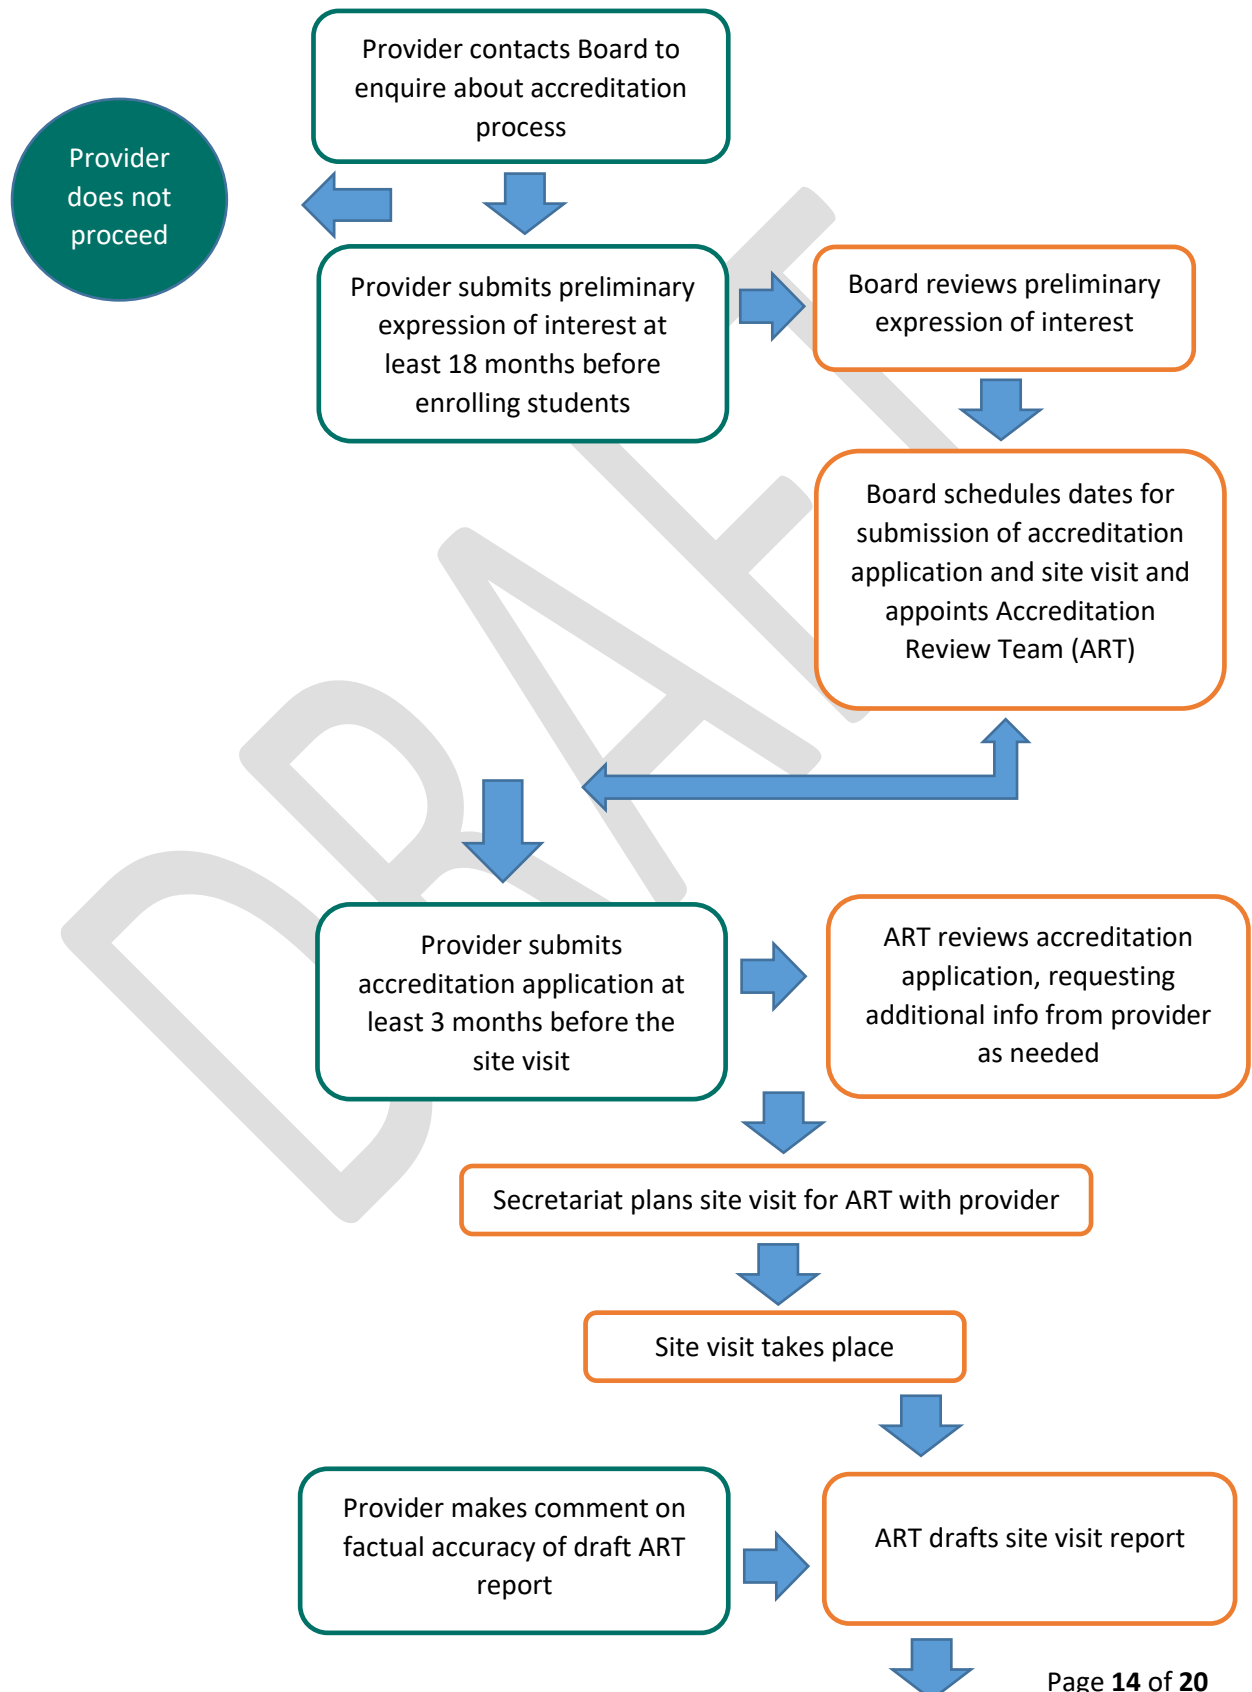 Provider contacts Board to
enquire about accreditation
process
Provider
does not
proceed
Provider submits preliminary
expression of interest at
least 18 months before
enrolling students
Board reviews preliminary
expression of interest
Board schedules dates for
submission of accreditation
application and site visit and
appoints Accreditation
Review Team (ART)
DRAFT
Provider submits
accreditation application at
least 3 months before the
site visit
ART reviews accreditation
application, requesting
additional info from provider
as needed
Secretariat plans site visit for ART with provider
Site visit takes place
Provider makes comment on
factual accuracy of draft ART
report
ART drafts site visit report
Page 14 of 20